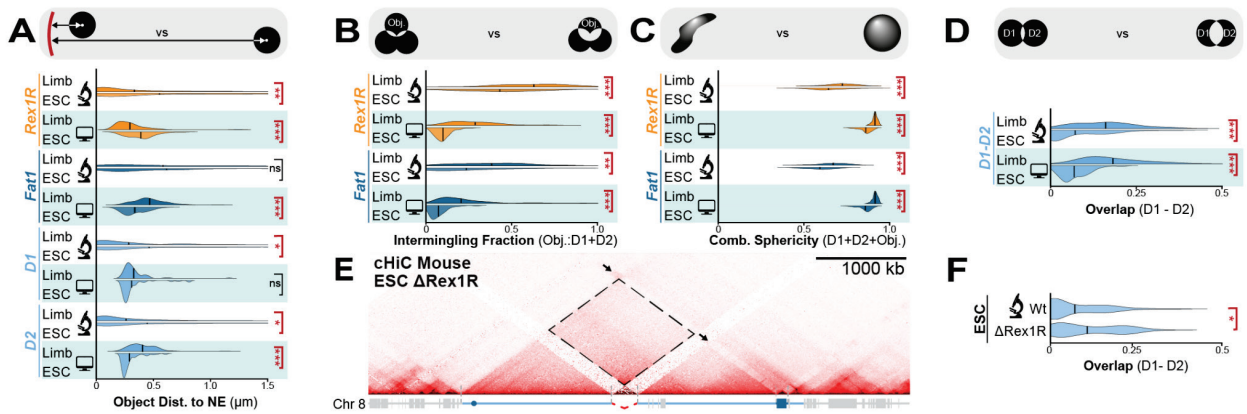 A
vs
Rex1R
Limb
ESC
**
Limb
ESC
***
Fat1
Limb
ESC
ns
Limb
ESC
***
D1
Limb
ESC
*
Limb
ESC
ns
D2
Limb
ESC
*
Limb
ESC
***
0
0.5
1.0
1.5
Object Dist. to NE (µm)
B
Obj.
vs
Obj.
Rex1R
Limb
ESC
***
Limb
ESC
***
Fat1
Limb
ESC
***
Limb
ESC
***
0
0.5
1.0
Intermingling Fraction (Obj.:D1+D2)
C
vs
Rex1R
Limb
ESC
***
Limb
ESC
***
Fat1
Limb
ESC
***
Limb
ESC
***
0
0.5
1.0
Comb. Sphericity (D1+D2+Obj.)
D
D1 D2
vs
D1 D2
D1-D2
Limb
ESC
***
Limb
ESC
***
0
0.25
0.5
Overlap (D1 - D2)
E
cHiC Mouse
ESC ΔRex1R
1000 kb
Chr 8
F
ESC
Wt
ΔRex1R
*
0
0.25
0.5
Overlap (D1- D2)